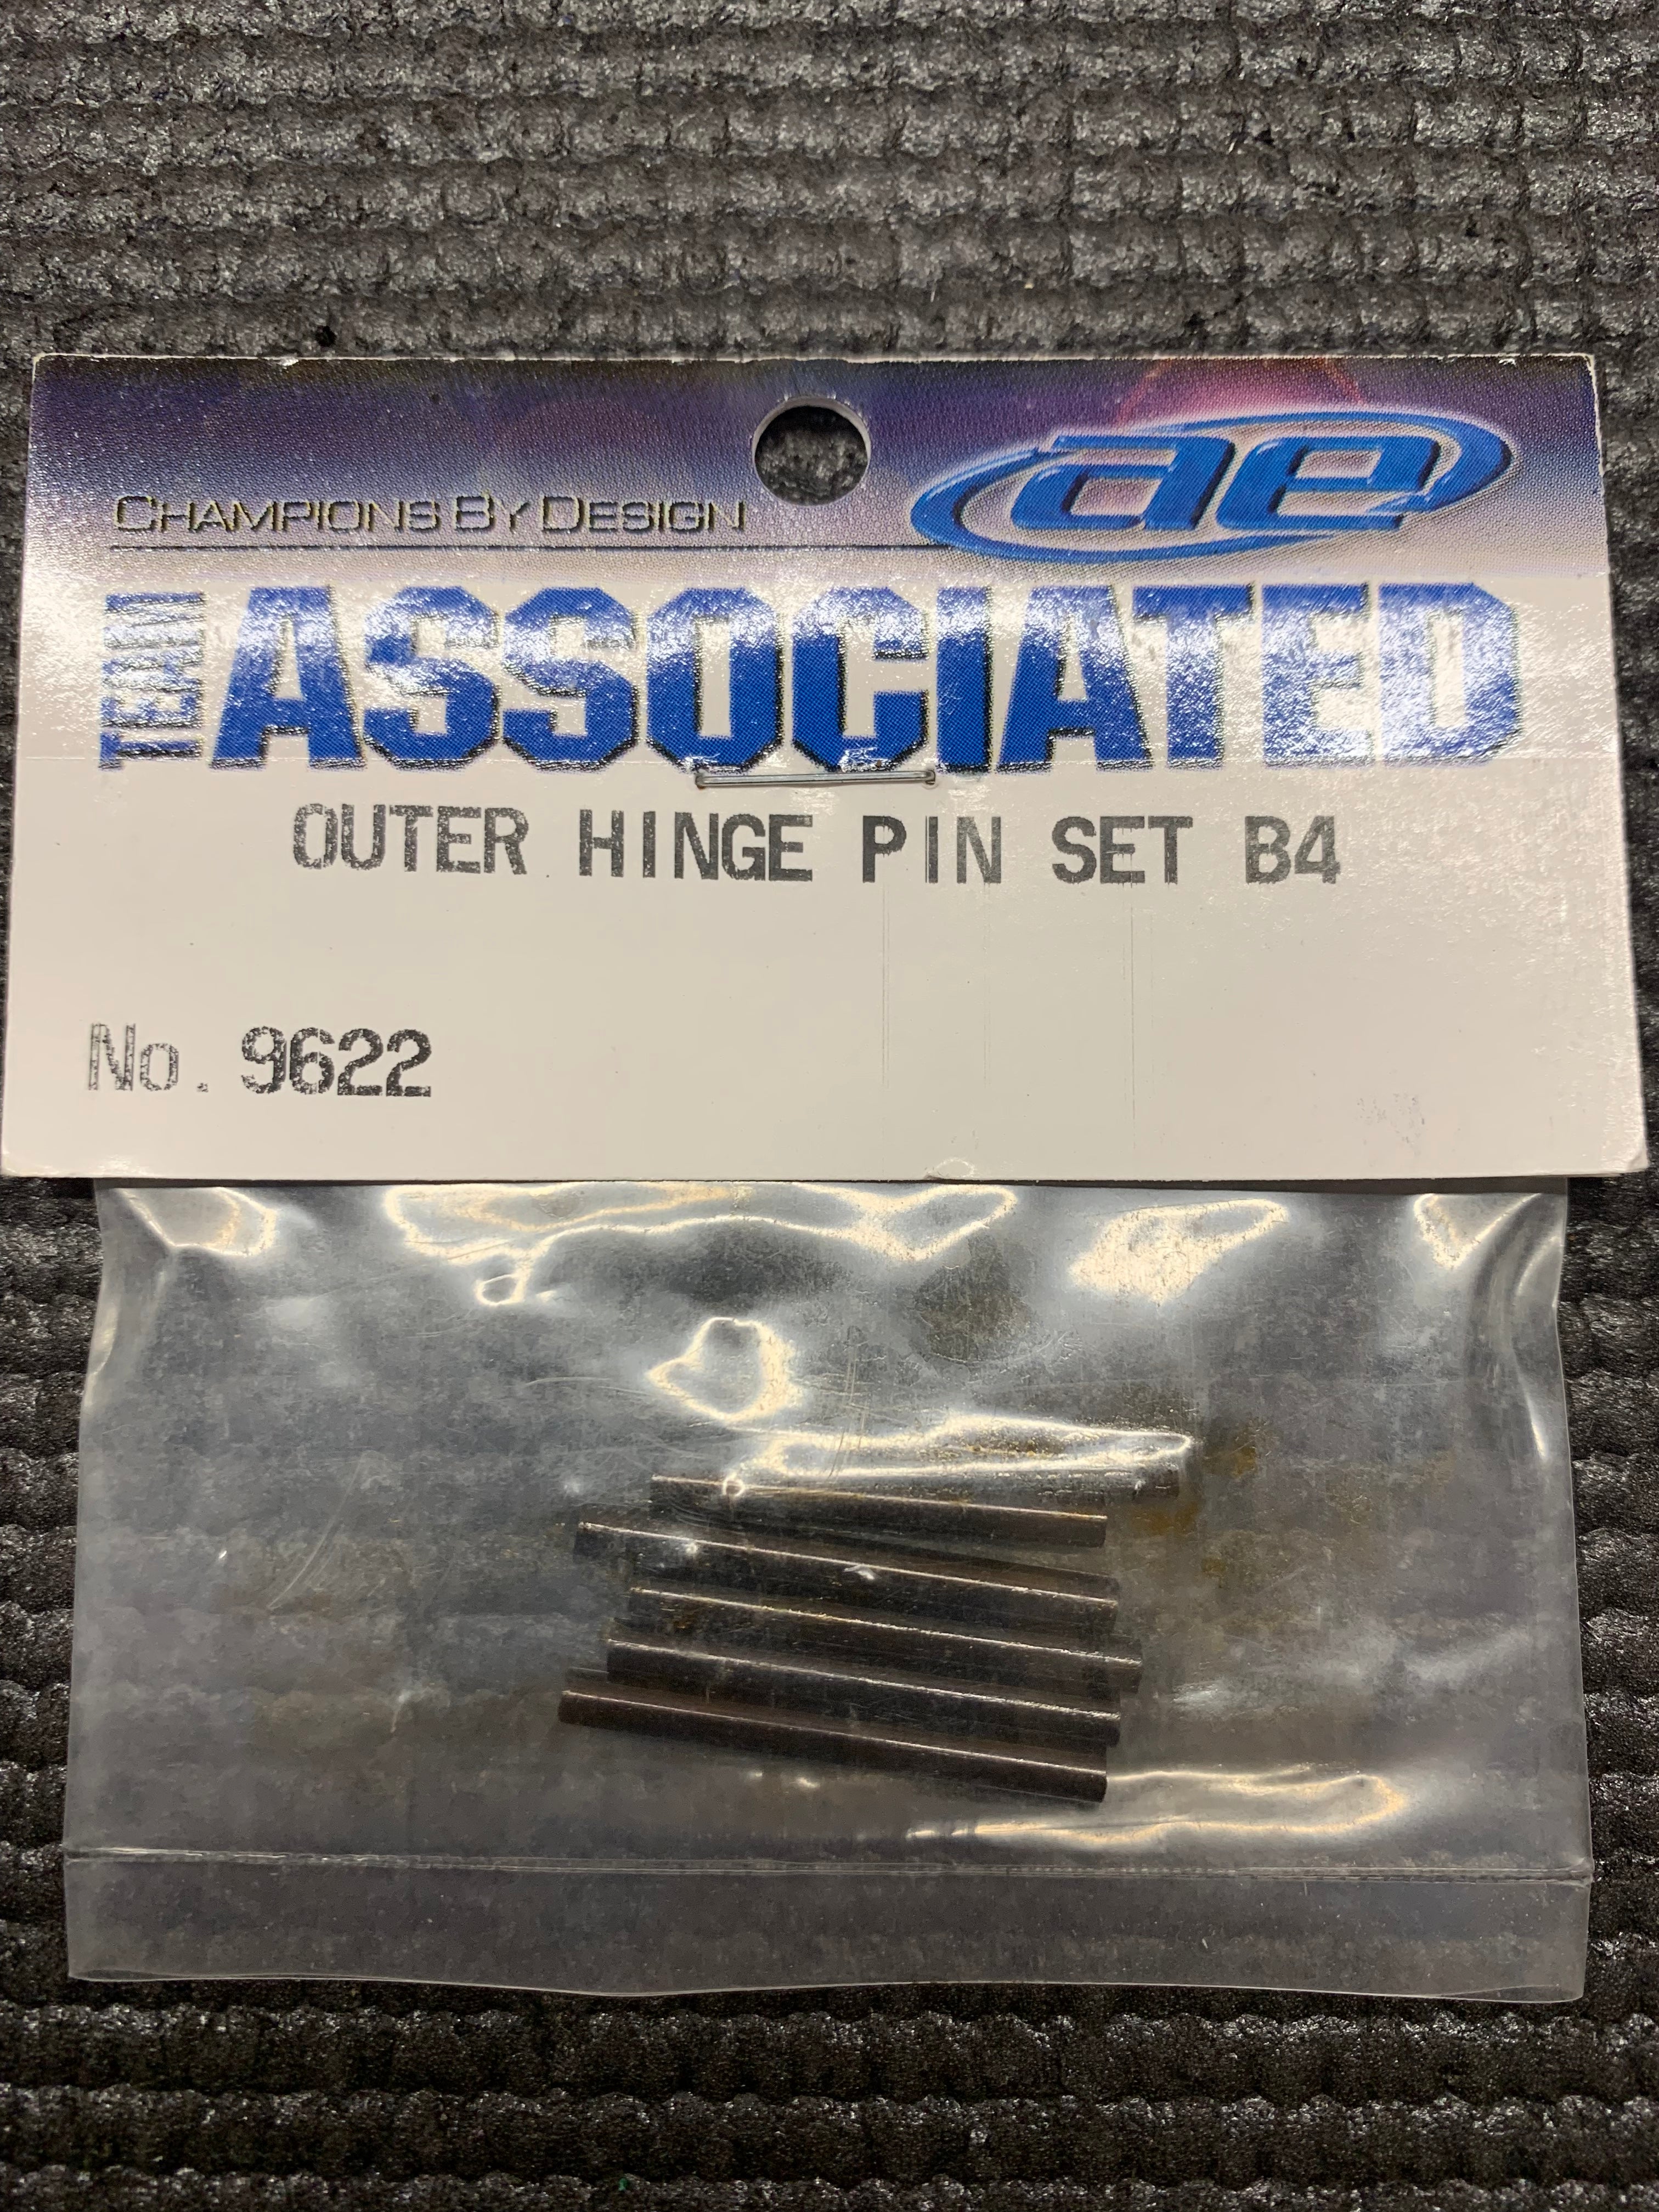 CHAMPIONS BY DESIGN
ae
TEAM ASSOCIATED
OUTER HINGE PIN SET B4
No. 9622